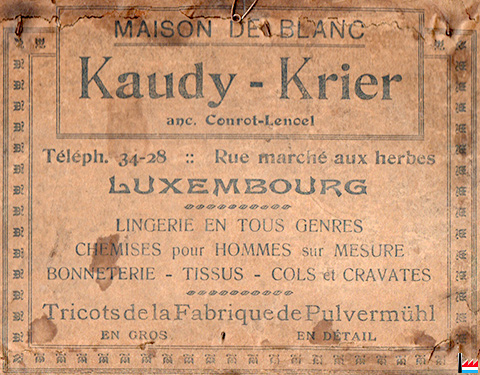 MAISON DE BLANC
Kaudy - Krier
anc. Conrot-Lenoel
Téléph. 34-28 :: Rue marché aux herbes
LUXEMBOURG
LINGERIE EN TOUS GENRES
CHEMISES pour HOMMES sur MESURE
BONNETERIE - TISSUS - COLS et CRAVATES
Tricots de la Fabrique de Pulvermühl
EN GROS EN DÉTAIL